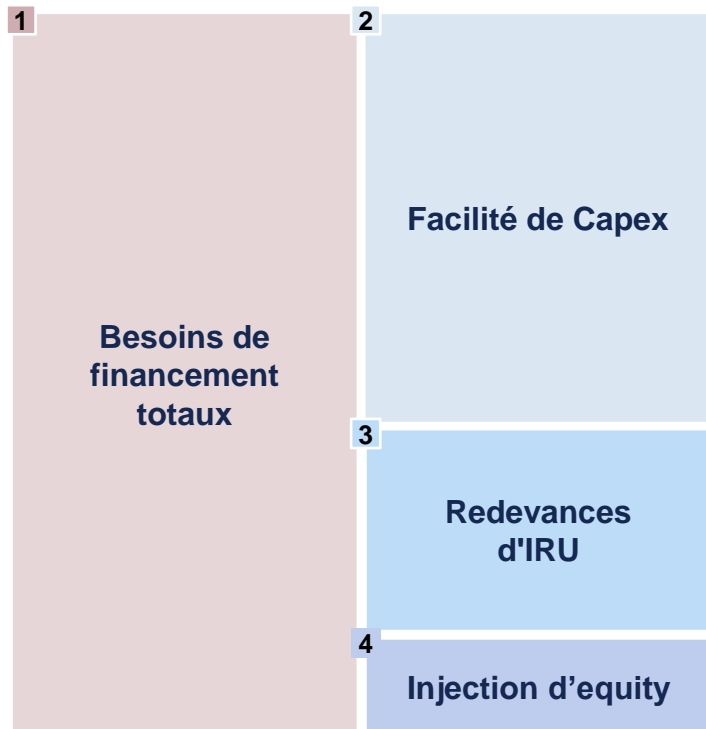 1
Besoins de
financement
totaux
2
Facilité de Capex
3
Redevances
d'IRU
4
Injection d’equity